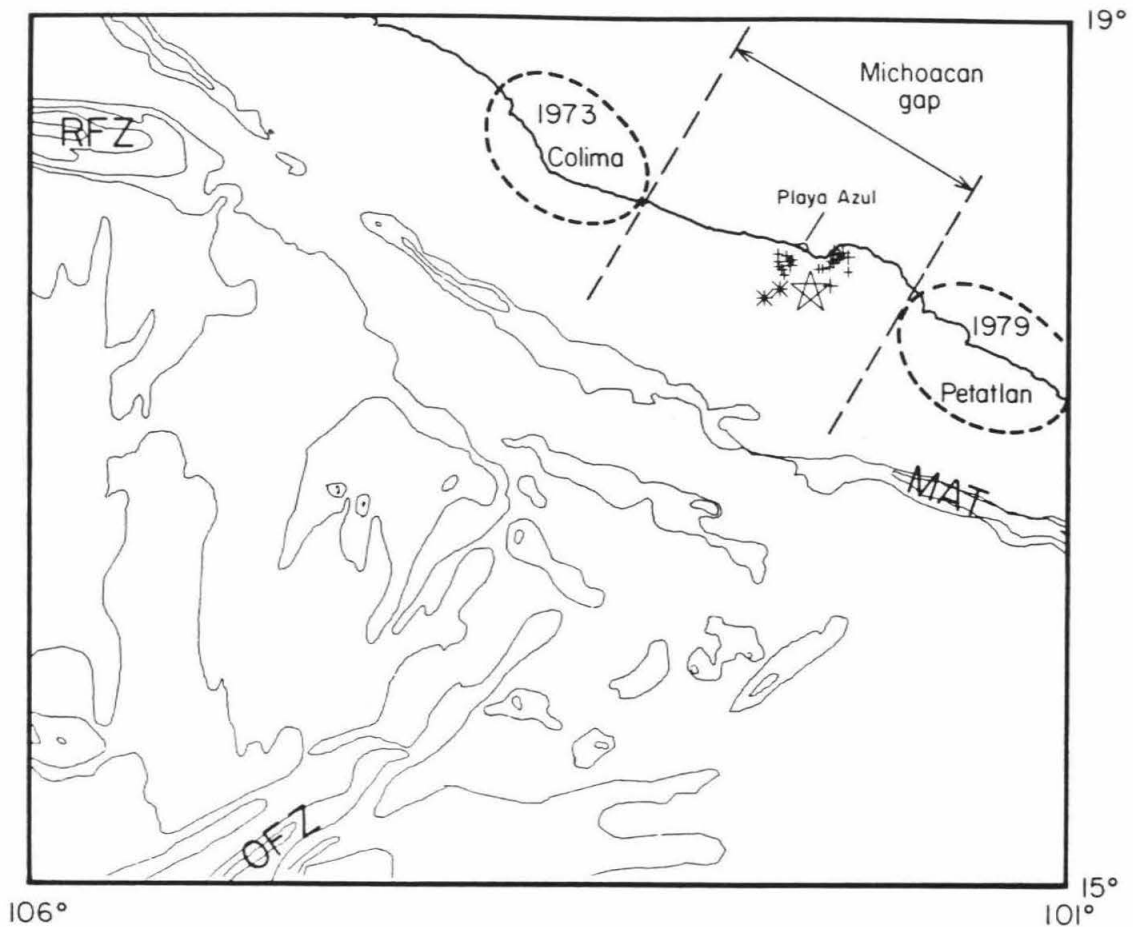 19°
Michoacan
gap
1973
Colima
RFZ
Playa Azul
1979
Petatlan
MAT
OFZ
15°
106°
101°